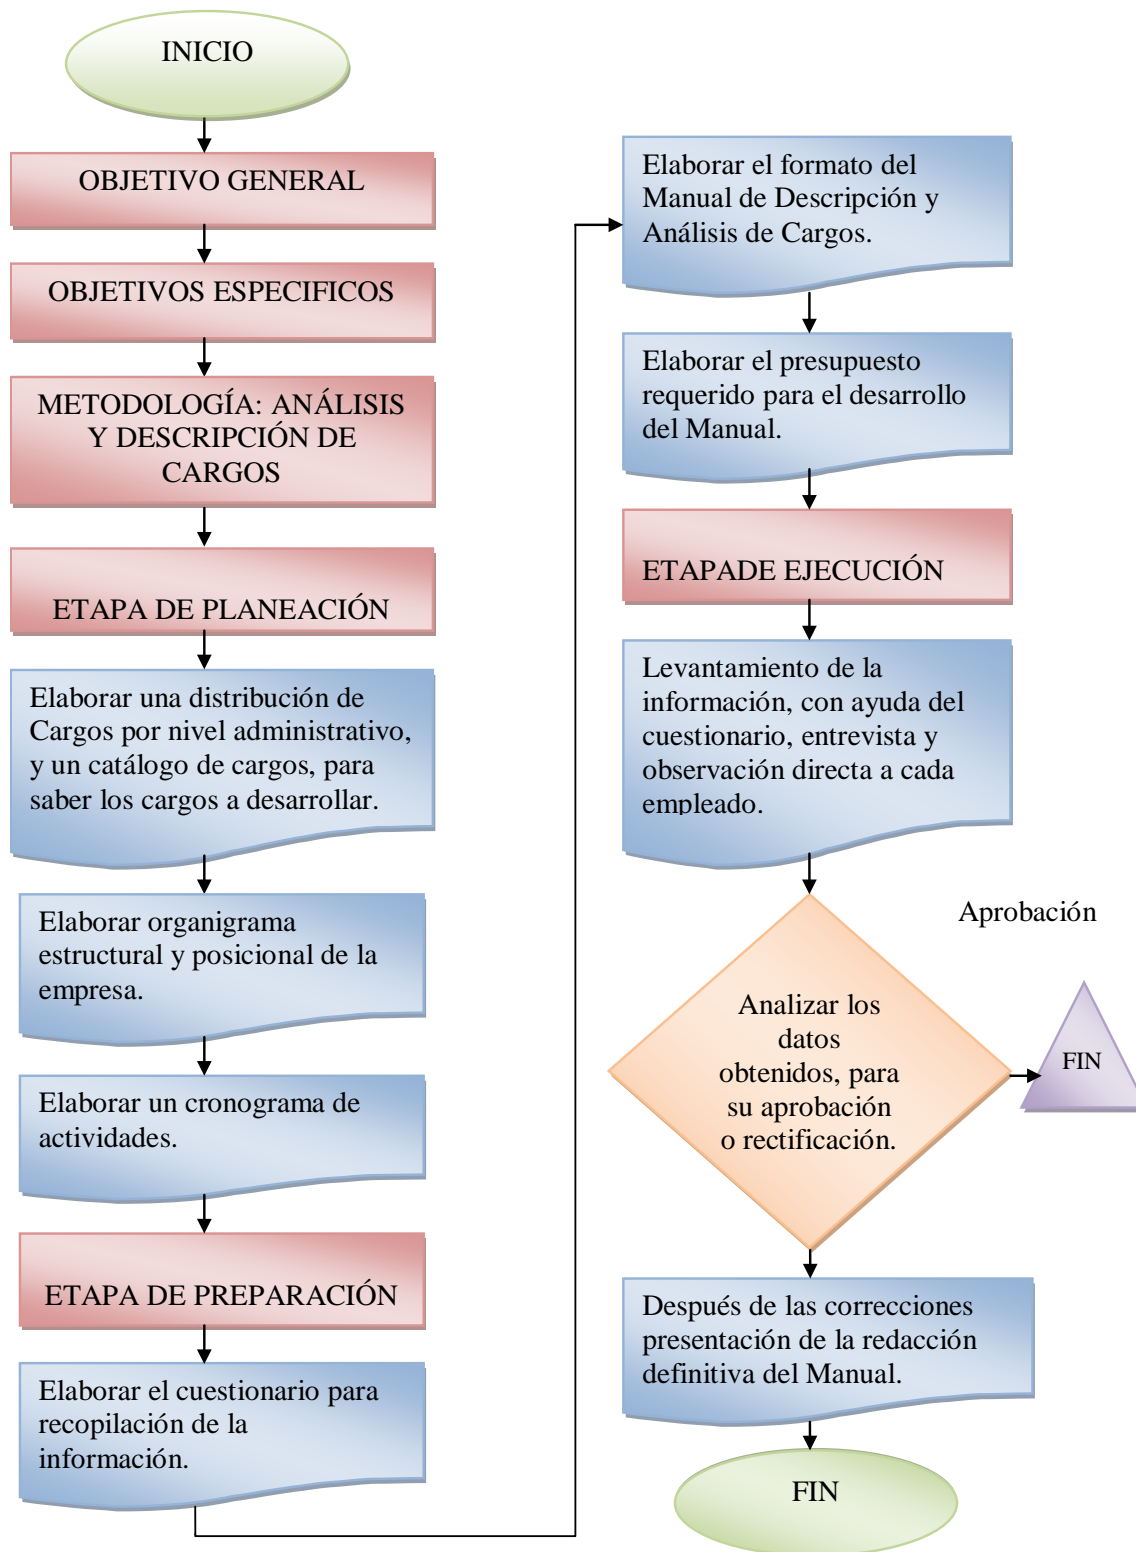 INICIO
OBJETIVO GENERAL
OBJETIVOS ESPECIFICOS
METODOLOGÍA: ANÁLISIS
Y DESCRIPCIÓN DE
CARGOS
ETAPA DE PLANEACIÓN
Elaborar una distribución de
Cargos por nivel administrativo,
y un catálogo de cargos, para
saber los cargos a desarrollar.
Elaborar organigrama
estructural y posicional de la
empresa.
Elaborar un cronograma de
actividades.
ETAPA DE PREPARACIÓN
Elaborar el cuestionario para
recopilación de la
información.
Elaborar el formato del
Manual de Descripción y
Análisis de Cargos.
Elaborar el presupuesto
requerido para el desarrollo
del Manual.
ETAPADE EJECUCIÓN
Levantamiento de la
información, con ayuda del
cuestionario, entrevista y
observación directa a cada
empleado.
Aprobación
Analizar los
datos
obtenidos, para
su aprobación
o rectificación.
FIN
Después de las correcciones
presentación de la redacción
definitiva del Manual.
FIN